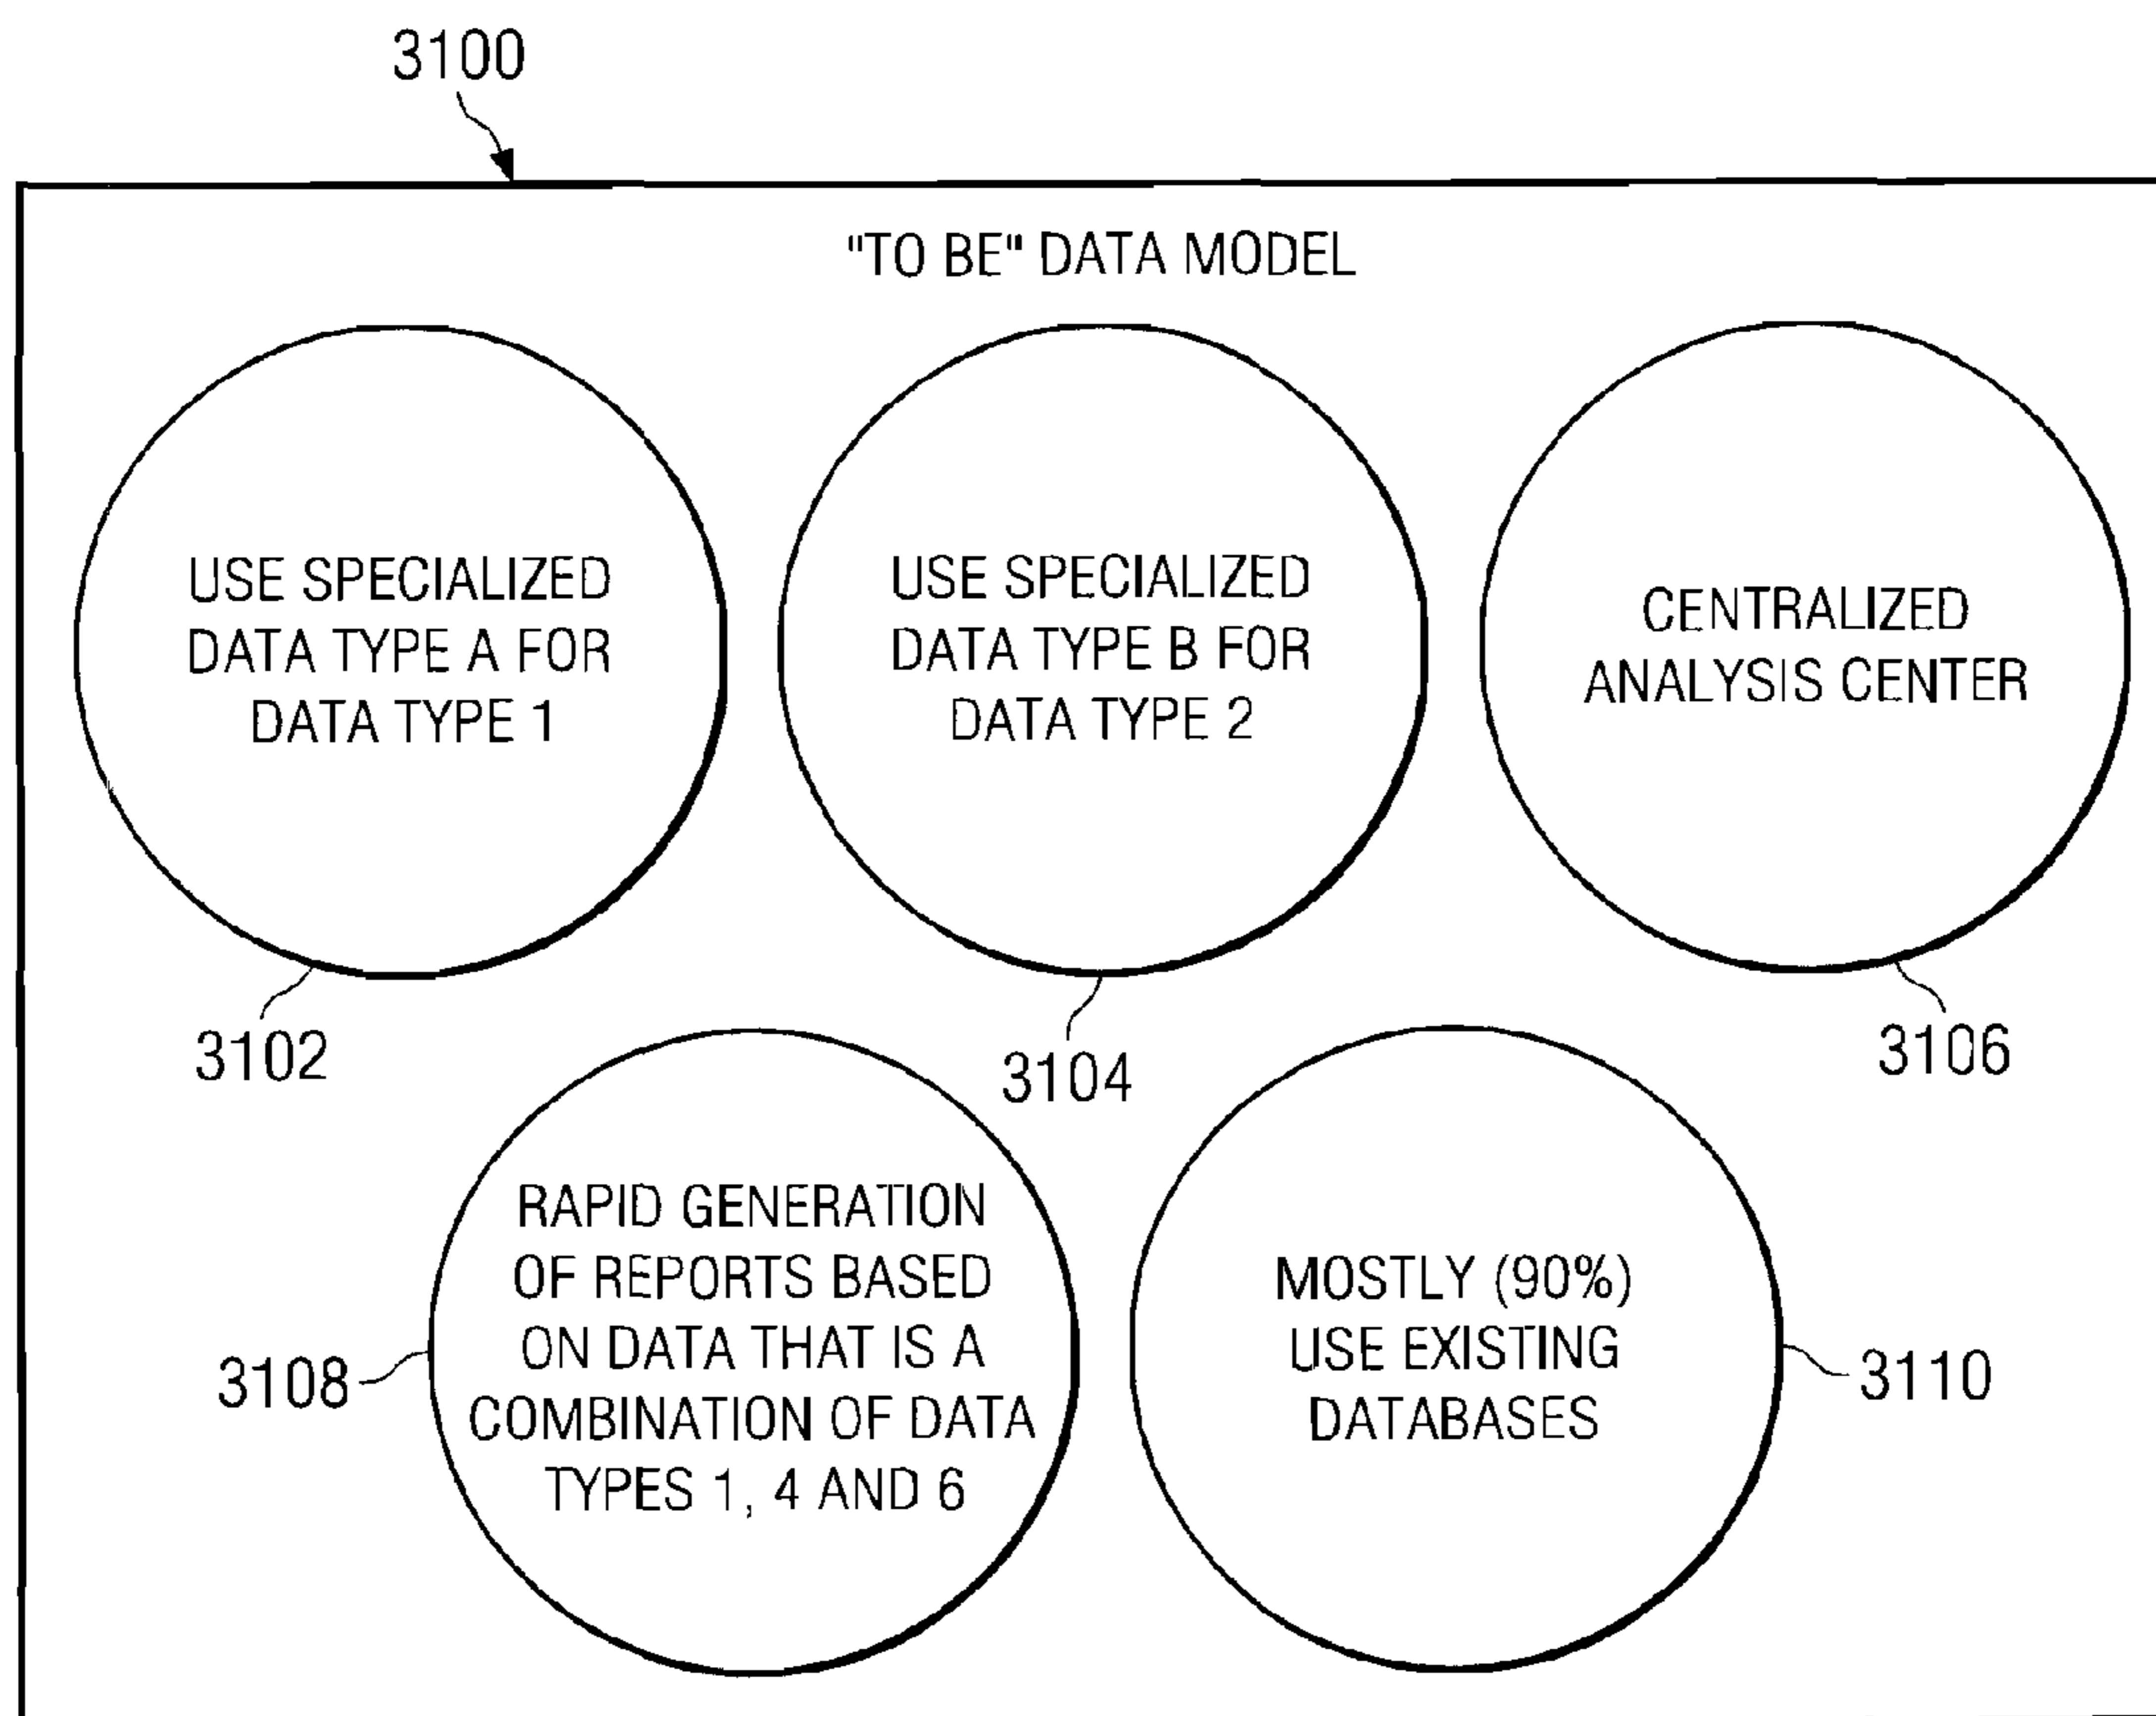 3100
"TO BE" DATA MODEL
USE SPECIALIZED
DATA TYPE A FOR
DATA TYPE 1
USE SPECIALIZED
DATA TYPE B FOR
DATA TYPE 2
CENTRALIZED
ANALYSIS CENTER
3102
3104
3106
RAPID GENERATION
OF REPORTS BASED
ON DATA THAT IS A
COMBINATION OF DATA
TYPES 1, 4 AND 6
MOSTLY (90%)
USE EXISTING
DATABASES
3108
3110